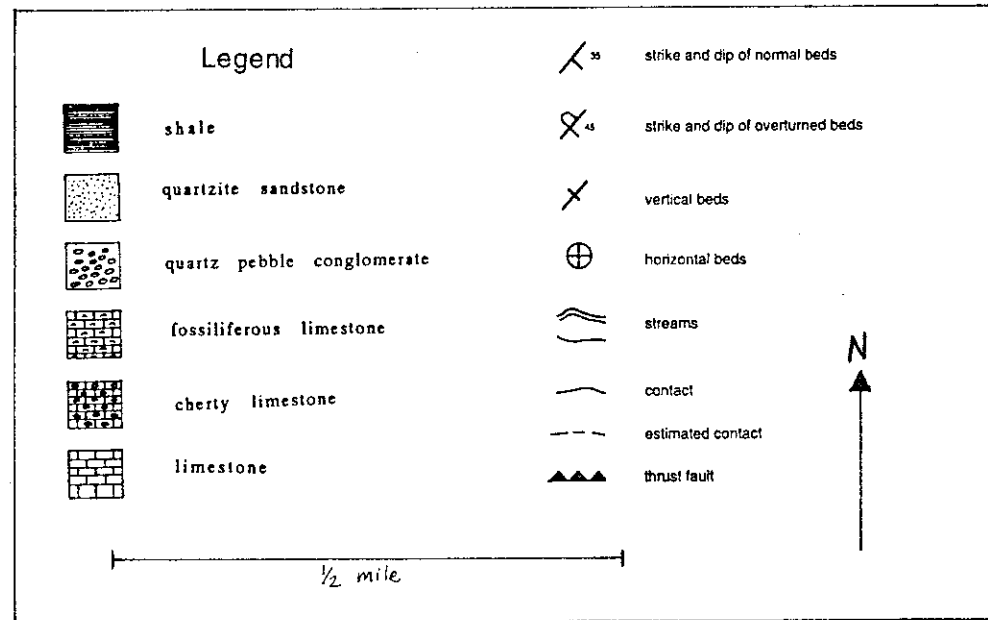 Legend
shale
quartzite sandstone
quartz pebble conglomerate
fossiliferous limestone
cherty limestone
limestone
35 strike and dip of normal beds
45 strike and dip of overturned beds
vertical beds
horizontal beds
streams
contact
estimated contact
thrust fault
N
1/2 mile